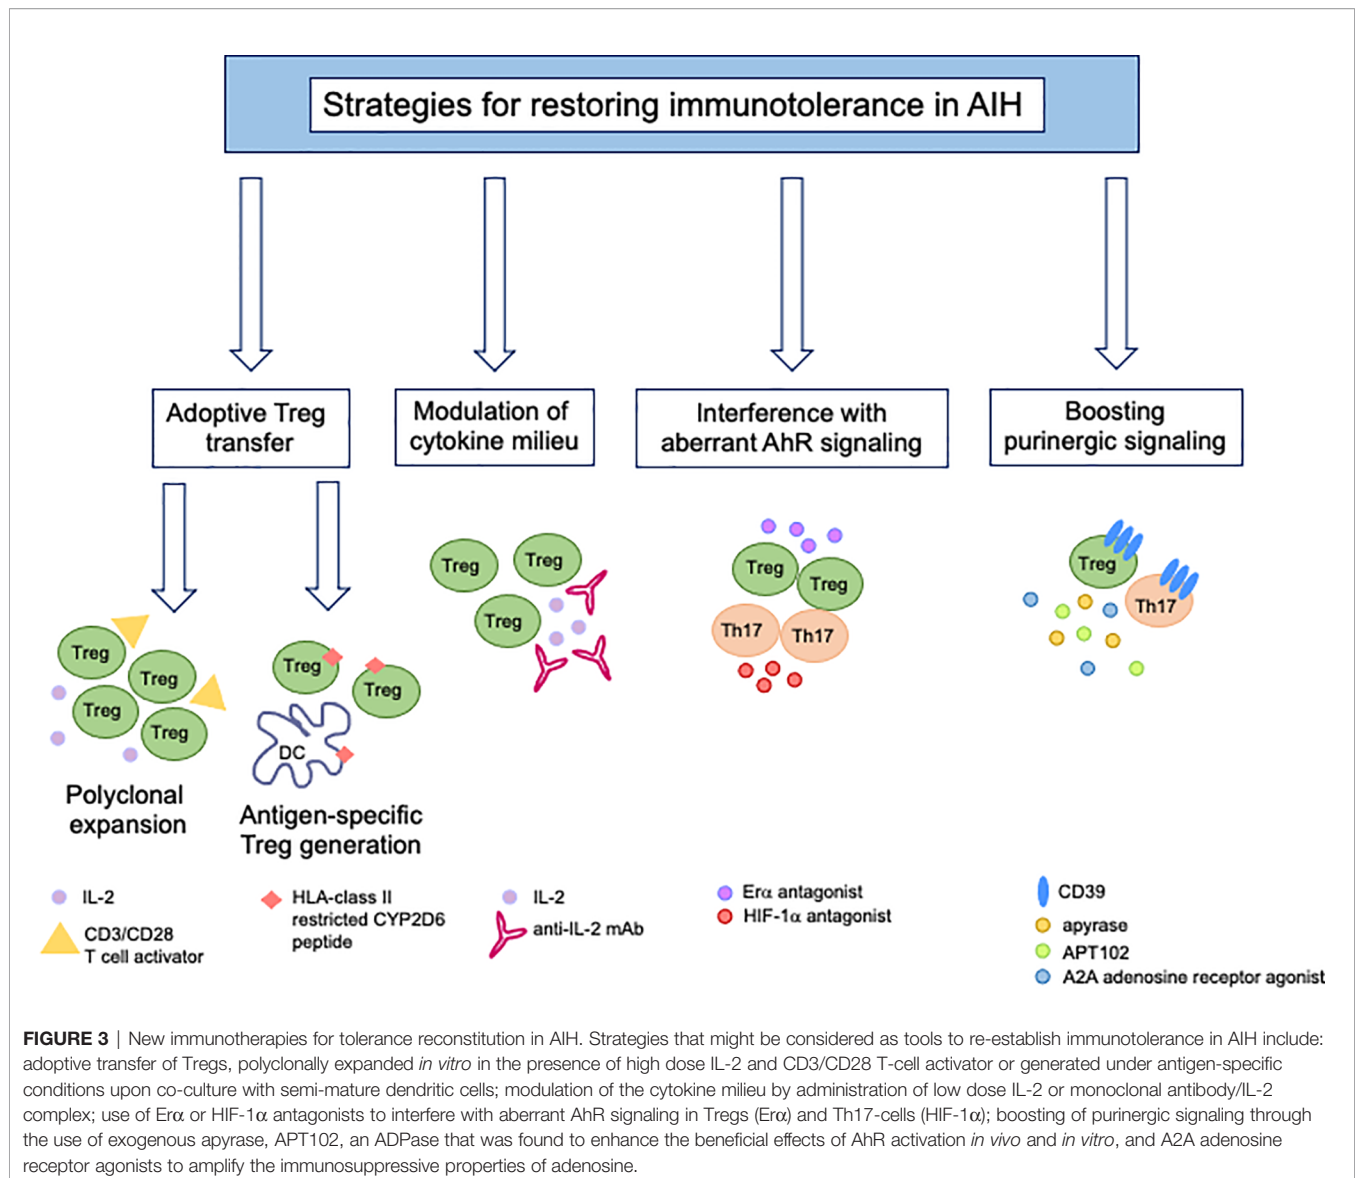 Strategies for restoring immunotolerance in AIH
Adoptive Treg
transfer
Modulation of
cytokine milieu
Interference with
aberrant AhR signaling
Boosting
purinergic signaling
Treg
Treg
Treg
Treg
Polyclonal
expansion
Treg
Treg
DC
Antigen-specific
Treg generation
Treg
Treg
Treg
Treg
Treg
Th17
Th17
Treg
Th17
IL-2
CD3/CD28
T cell activator
HLA-class II
restricted CYP2D6
peptide
IL-2
anti-IL-2 mAb
Erα antagonist
HIF-1α antagonist
CD39
apyrase
APT102
A2A adenosine receptor agonist
FIGURE 3 | New immunotherapies for tolerance reconstitution in AIH. Strategies that might be considered as tools to re-establish immunotolerance in AIH include:
adoptive transfer of Tregs, polyclonally expanded in vitro in the presence of high dose IL-2 and CD3/CD28 T-cell activator or generated under antigen-specific
conditions upon co-culture with semi-mature dendritic cells; modulation of the cytokine milieu by administration of low dose IL-2 or monoclonal antibody/IL-2
complex; use of Erα or HIF-1α antagonists to interfere with aberrant AhR signaling in Tregs (Erα) and Th17-cells (HIF-1α); boosting of purinergic signaling through
the use of exogenous apyrase, APT102, an ADPase that was found to enhance the beneficial effects of AhR activation in vivo and in vitro, and A2A adenosine
receptor agonists to amplify the immunosuppressive properties of adenosine.